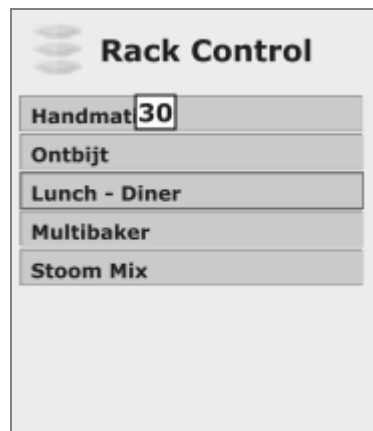 Rack Control
Handmat 30
Ontbijt
Lunch - Diner
Multibaker
Stoom Mix